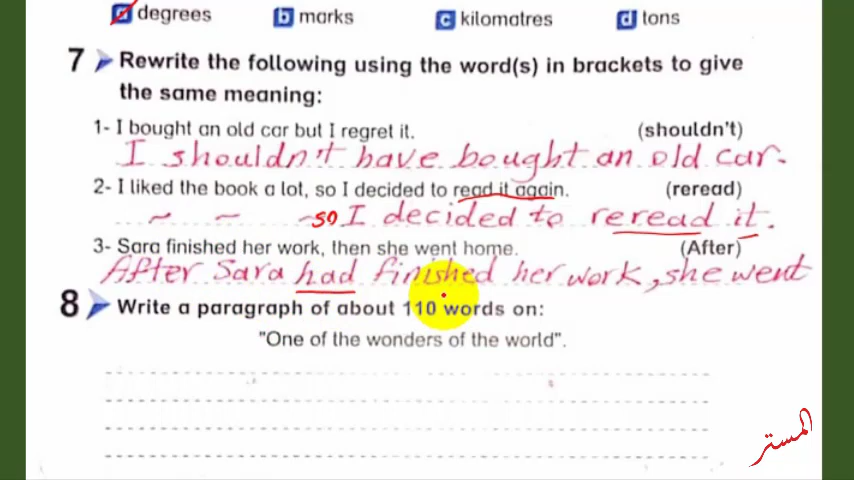 a degrees b marks c kilomatres d tons
7 Rewrite the following using the word(s) in brackets to give
the same meaning:
1- I bought an old car but I regret it. (shouldn't)
I shouldn't have bought an old car.
2- I liked the book a lot, so I decided to read it again. (reread)
so I decided to reread it.
3- Sara finished her work, then she went home. (After)
After Sara had finished her work, she went
8 Write a paragraph of about 110 words on:
"One of the wonders of the world".
المستر